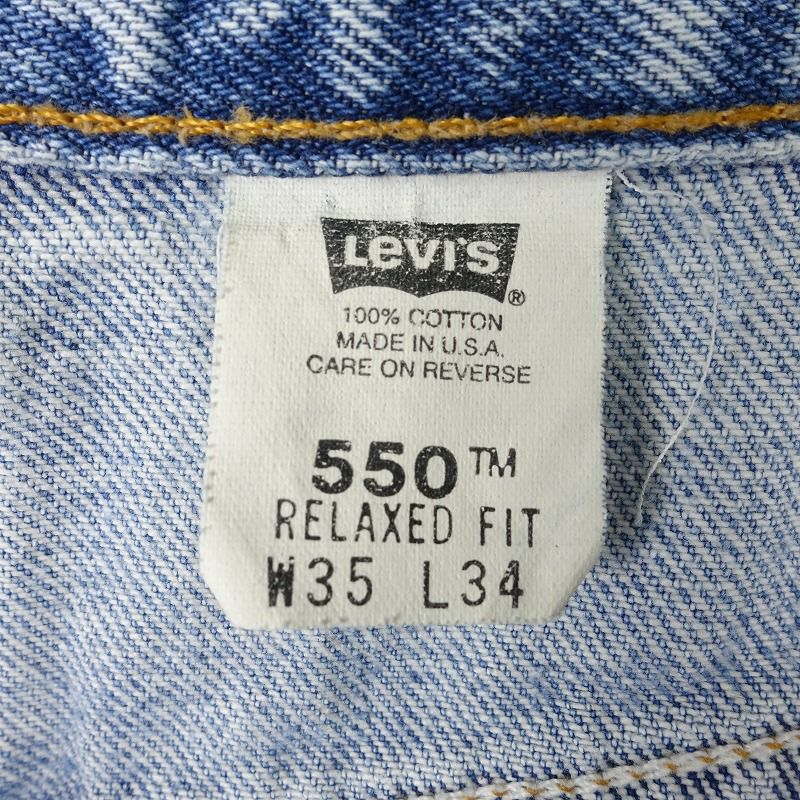 Levi's®
100% COTTON
MADE IN U.S.A.
CARE ON REVERSE
550™
RELAXED FIT
W35 L34